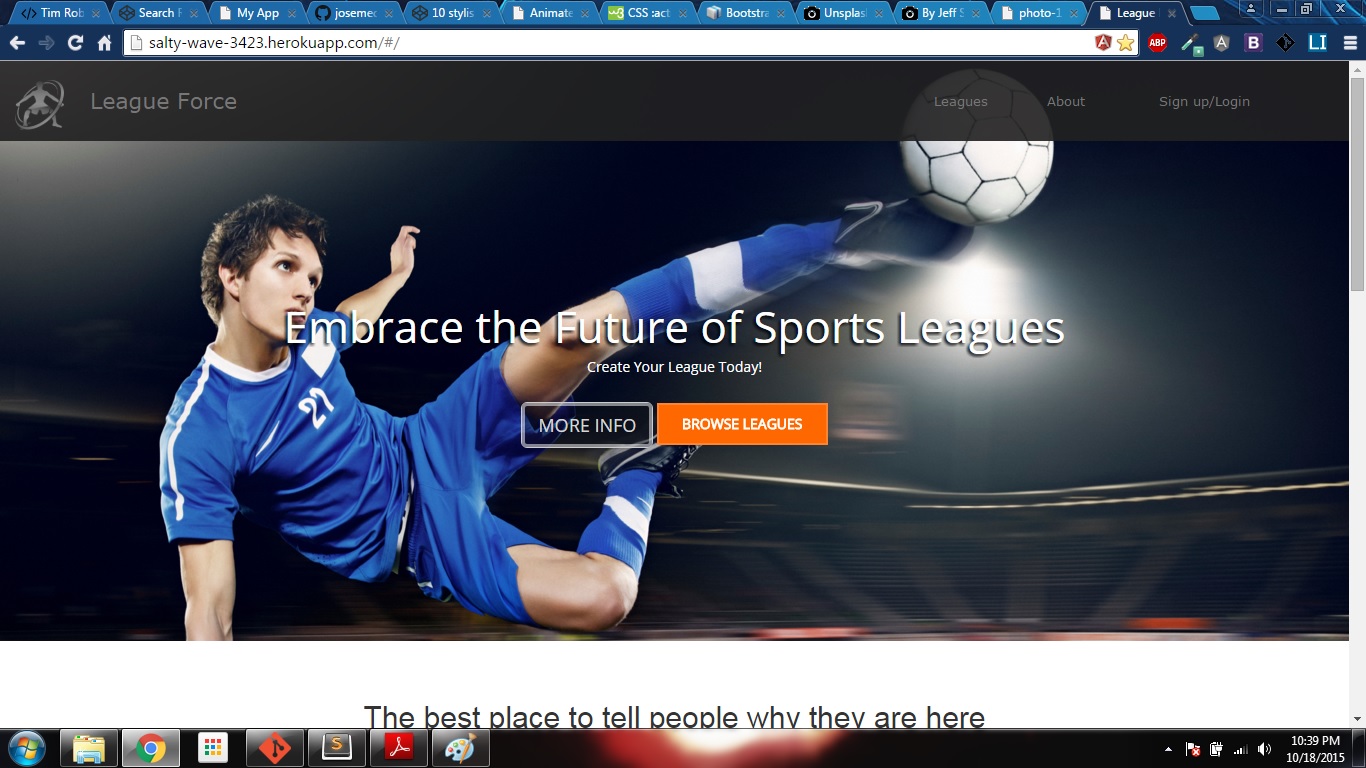 Tim Rob
Search F
My App
josemed
10 stylis
Animate
CSS :act
Bootstra
Unsplas
By Jeff S
photo-1
League
salty-wave-3423.herokuapp.com/#/
ABP
A
B
LI
League Force
Leagues
About
Sign up/Login
21
Embrace the Future of Sports Leagues
Create Your League Today!
MORE INFO
BROWSE LEAGUES
The best place to tell people why they are here
10:39 PM
10/18/2015